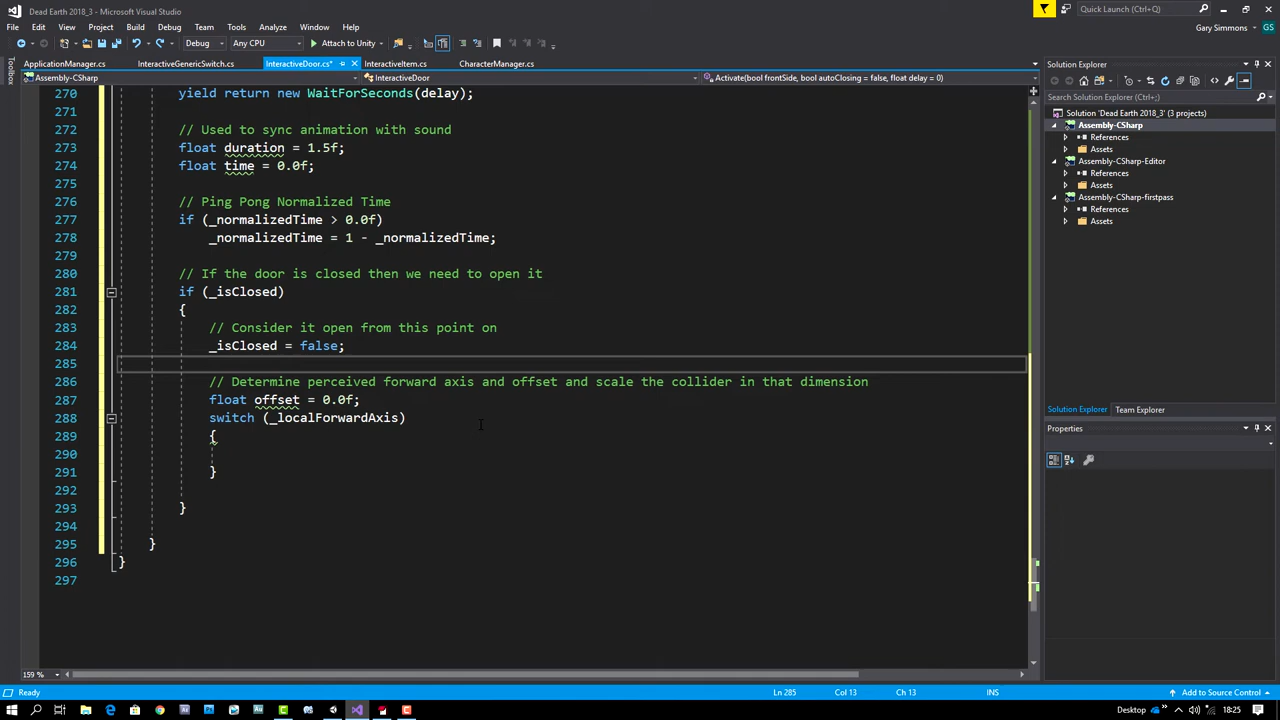 Dead Earth 2018_3 - Microsoft Visual Studio
Quick Launch (Ctrl+Q)
File Edit View Project Build Debug Team Tools Analyze Window Help
Gary Simmons GS
Debug Any CPU Attach to Unity
ApplicationManager.cs InteractiveGenericSwitch.cs InteractiveDoor.cs* InteractiveItem.cs CharacterManager.cs
Assembly-CSharp InteractiveDoor Activate(bool frontSide, bool autoClosing = false, float delay = 0)
Toolbox
270 yield return new WaitForSeconds(delay);
271
272 // Used to sync animation with sound
273 float duration = 1.5f;
274 float time = 0.0f;
275
276 // Ping Pong Normalized Time
277 if (_normalizedTime > 0.0f)
278 _normalizedTime = 1 - _normalizedTime;
279
280 // If the door is closed then we need to open it
281 if (_isClosed)
282 {
283 // Consider it open from this point on
284 _isClosed = false;
285
286 // Determine perceived forward axis and offset and scale the collider in that dimension
287 float offset = 0.0f;
288 switch (_localForwardAxis)
289 {
290
291 }
292
293 }
294
295 }
296 }
297
159 %
Solution Explorer
Search Solution Explorer (Ctrl+;)
Solution 'Dead Earth 2018_3' (3 projects)
Assembly-CSharp
References
Assets
Assembly-CSharp-Editor
References
Assets
Assembly-CSharp-firstpass
References
Assets
Solution Explorer Team Explorer
Properties
Ready Ln 285 Col 13 Ch 13 INS Add to Source Control
Desktop 18:25